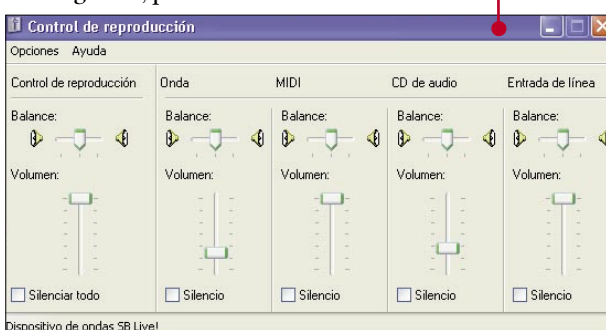 Control de reproducción
Opciones Ayuda
Control de reproducción Onda MIDI CD de audio Entrada de línea
Balance: Balance: Balance: Balance: Balance:
Volumen: Volumen: Volumen: Volumen: Volumen:
Silenciar todo Silencio Silencio Silencio Silencio
Dispositivo de ondas SB Live!